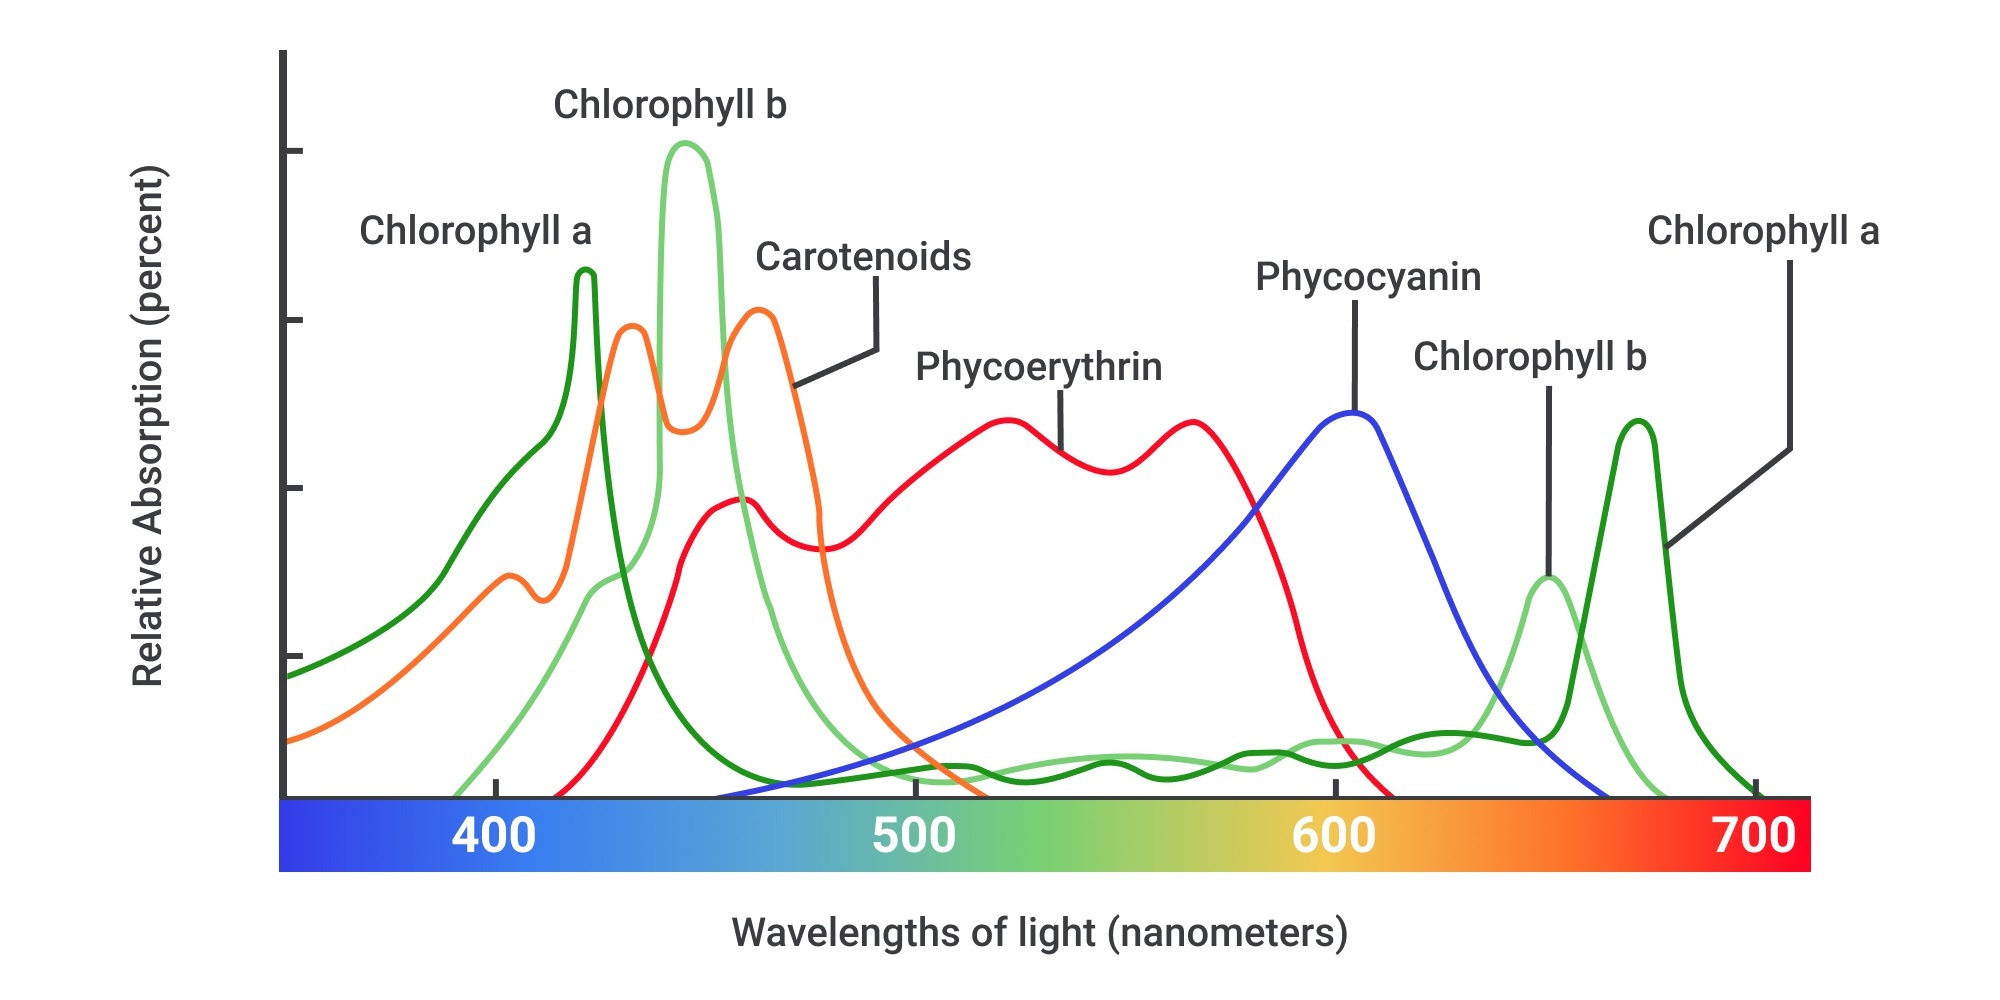 Chlorophyll b
Chlorophyll a
Chlorophyll a
Carotenoids
Phycocyanin
Chlorophyll b
Phycoerythrin
Relative Absorption (percent)
400 500 600 700
Wavelengths of light (nanometers)